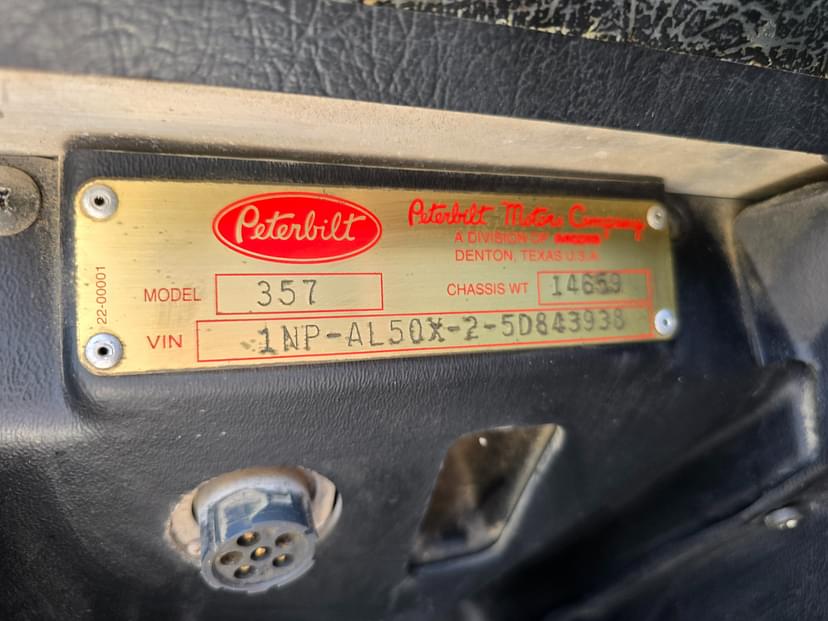 Peterbilt
Peterbilt Motors Company
A DIVISION OF
DENTON, TEXAS U.S.A.
MODEL 357 CHASSIS WT 14659
VIN 1NP-AL50X-2-5D843938
22-00001